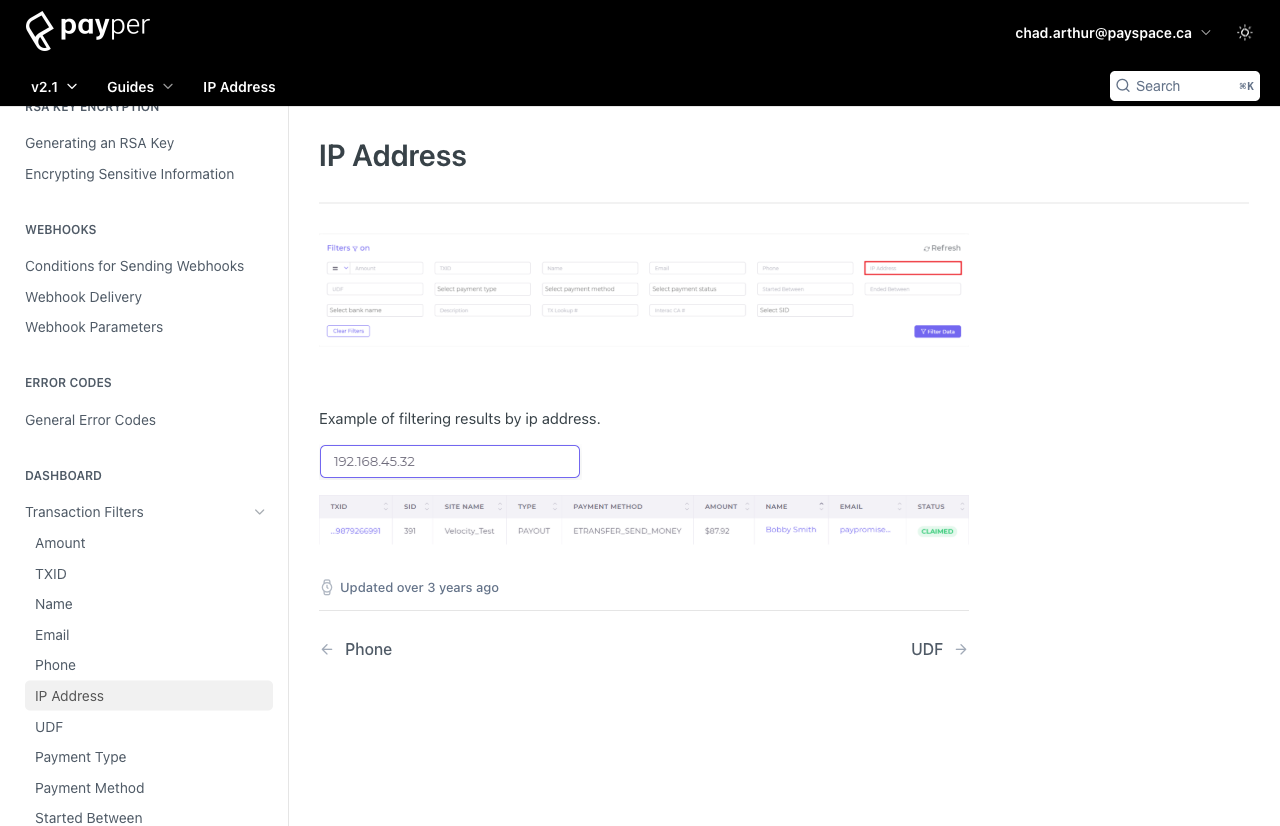 payper
chad.arthur@payspace.ca
v2.1 Guides IP Address
Search ⌘K
RSA KEY ENCRYPTION
Generating an RSA Key
Encrypting Sensitive Information
WEBHOOKS
Conditions for Sending Webhooks
Webhook Delivery
Webhook Parameters
ERROR CODES
General Error Codes
DASHBOARD
Transaction Filters
Amount
TXID
Name
Email
Phone
IP Address
UDF
Payment Type
Payment Method
Started Between
IP Address
Filters on Refresh
= Amount TXID Name Email Phone IP Address
UDF Select payment type Select payment method Select payment status Started Between Ended Between
Select bank name Description FX Lookup # Interac CA # Select SID
Clear Filters Filter Data
Example of filtering results by ip address.
192.168.45.32
TXID SID SITE NAME TYPE PAYMENT METHOD AMOUNT NAME EMAIL STATUS
...9879266991 391 Velocity_Test PAYOUT ETRANSFER_SEND_MONEY $87.92 Bobby Smith paypromise... CLAIMED
Updated over 3 years ago
← Phone UDF →